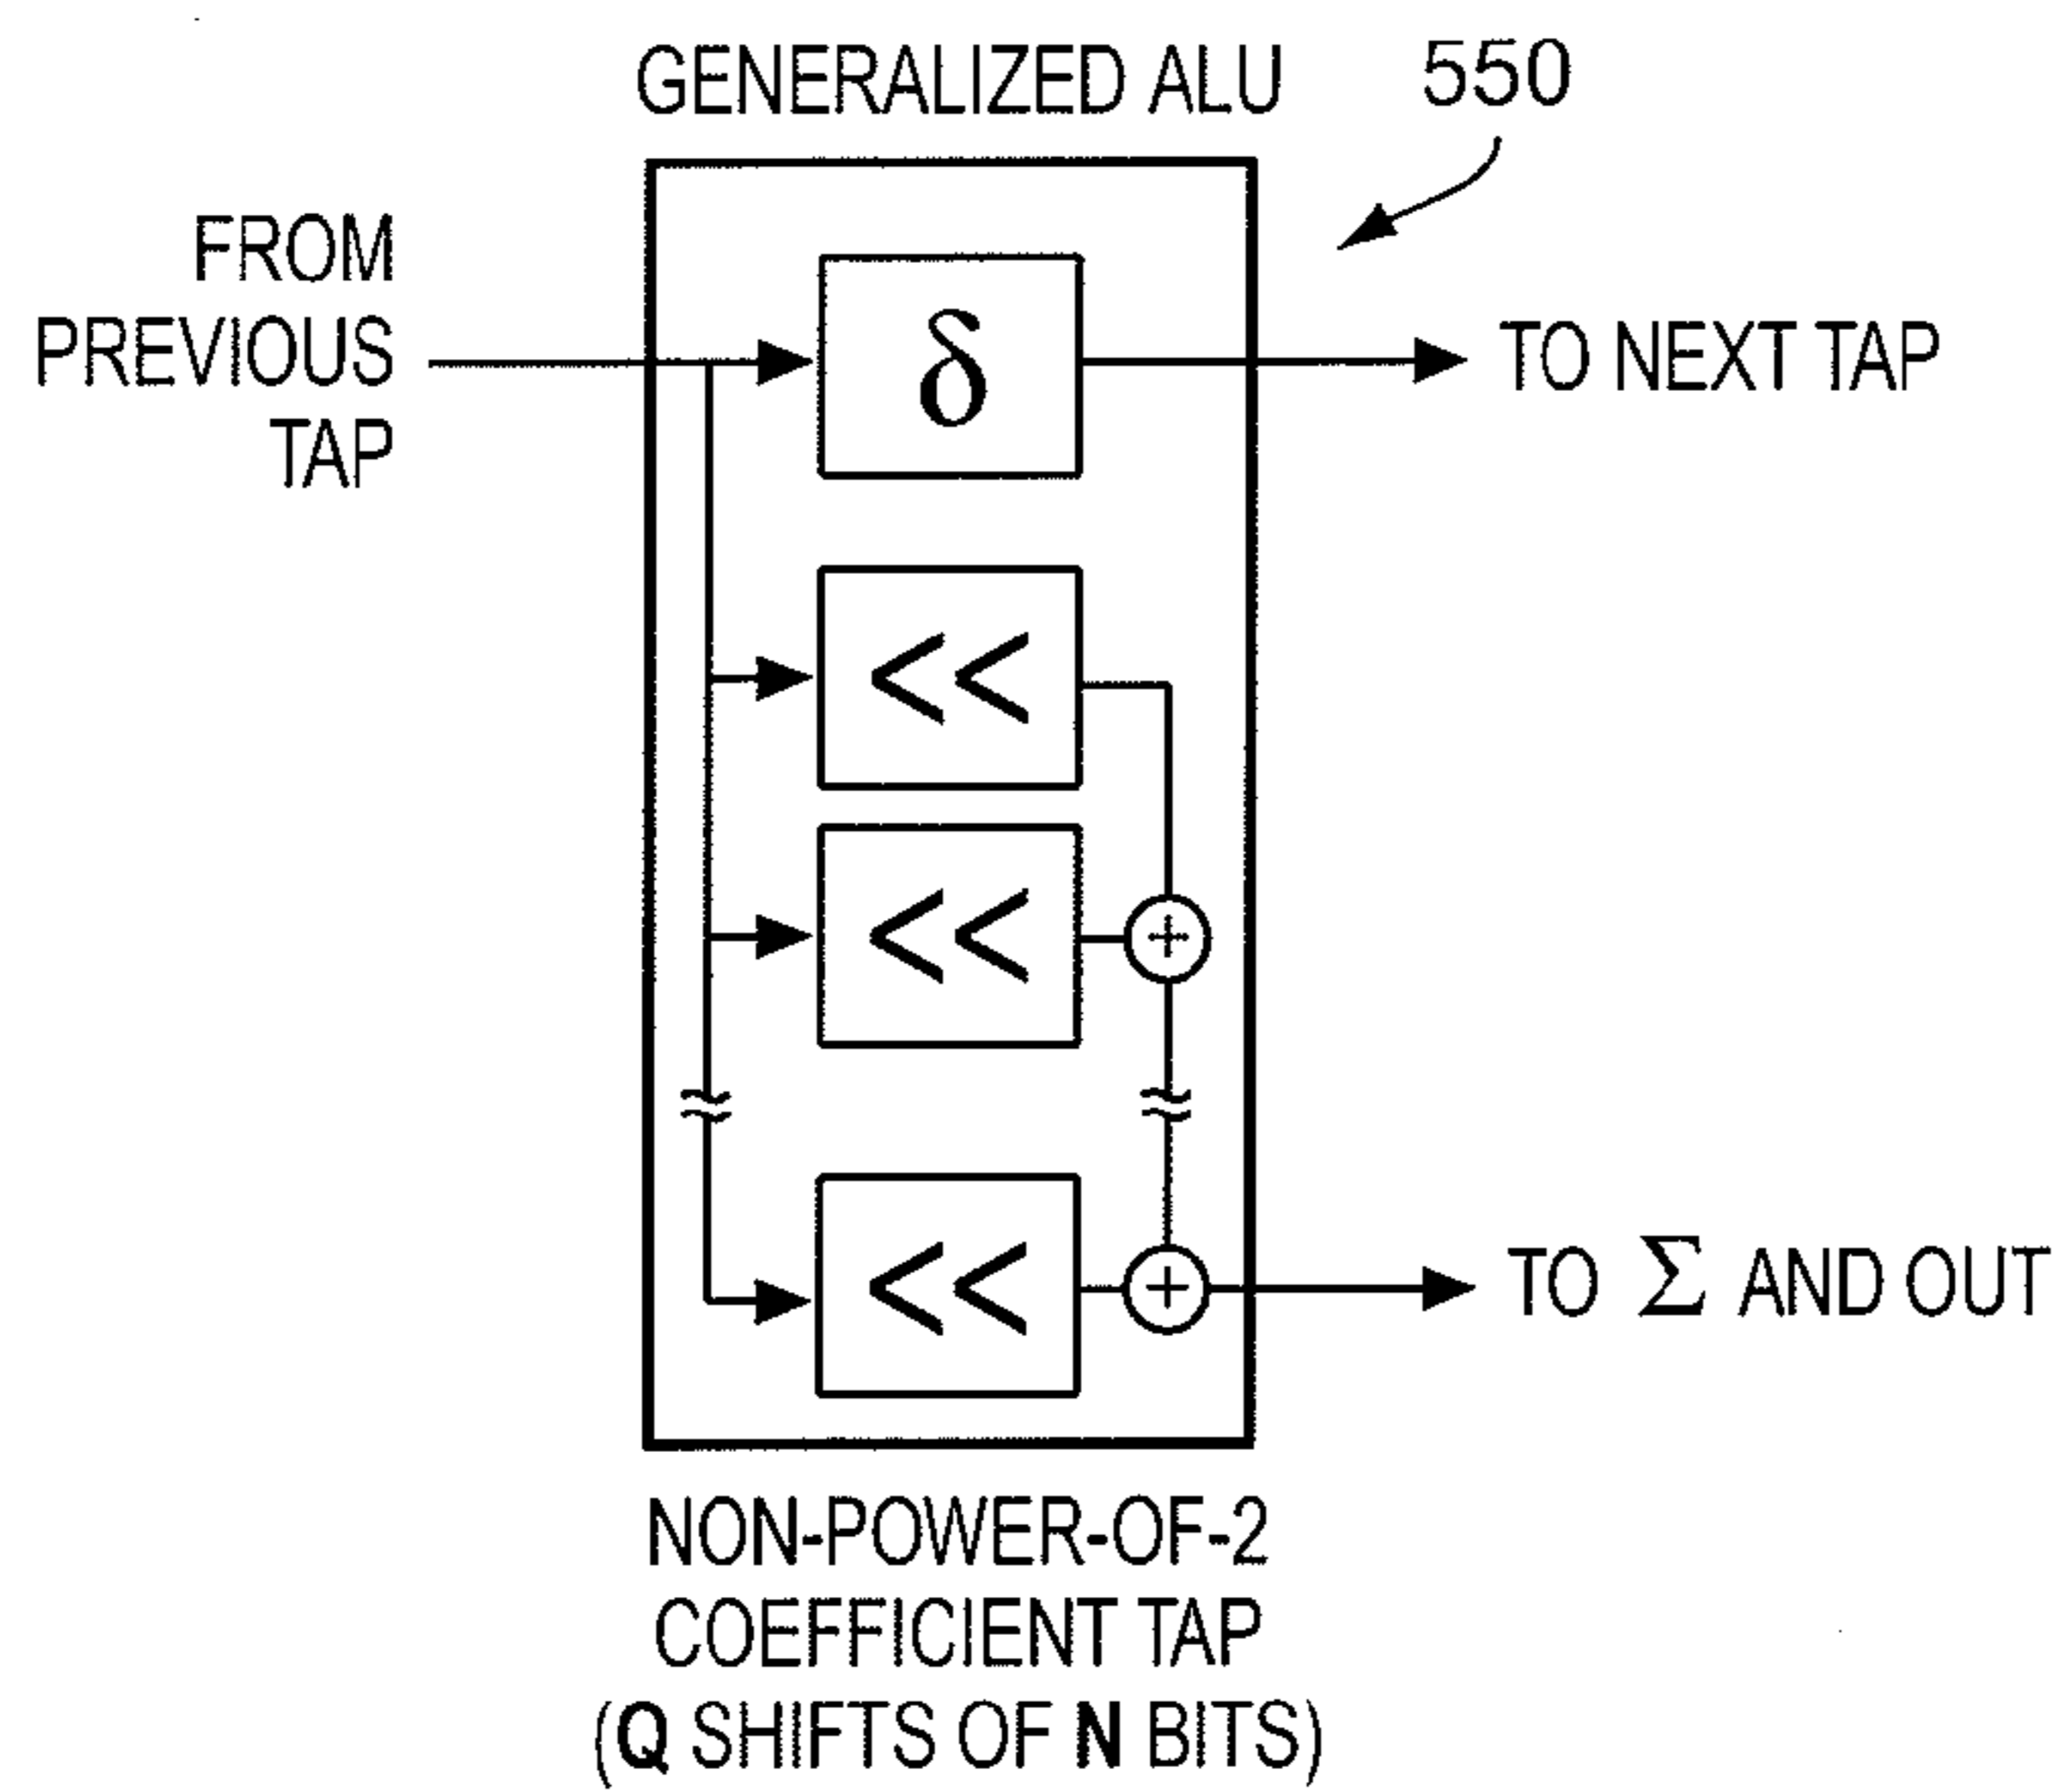 GENERALIZED ALU
550
FROM
PREVIOUS
TAP
δ
TO NEXT TAP
<<
<<
+
<<
+
TO Σ AND OUT
NON-POWER-OF-2
COEFFICIENT TAP
(Q SHIFTS OF N BITS)